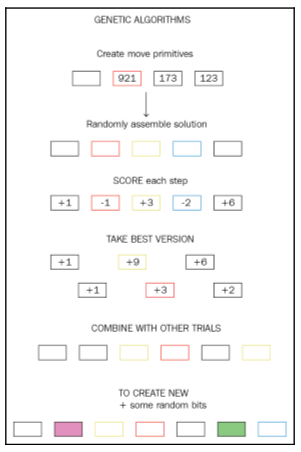 GENETIC ALGORITHMS
Create move primitives
921 173 123
Randomly assemble solution
SCORE each step
+1 -1 +3 -2 +6
TAKE BEST VERSION
+1 +9 +6
+1 +3 +2
COMBINE WITH OTHER TRIALS
TO CREATE NEW
+ some random bits